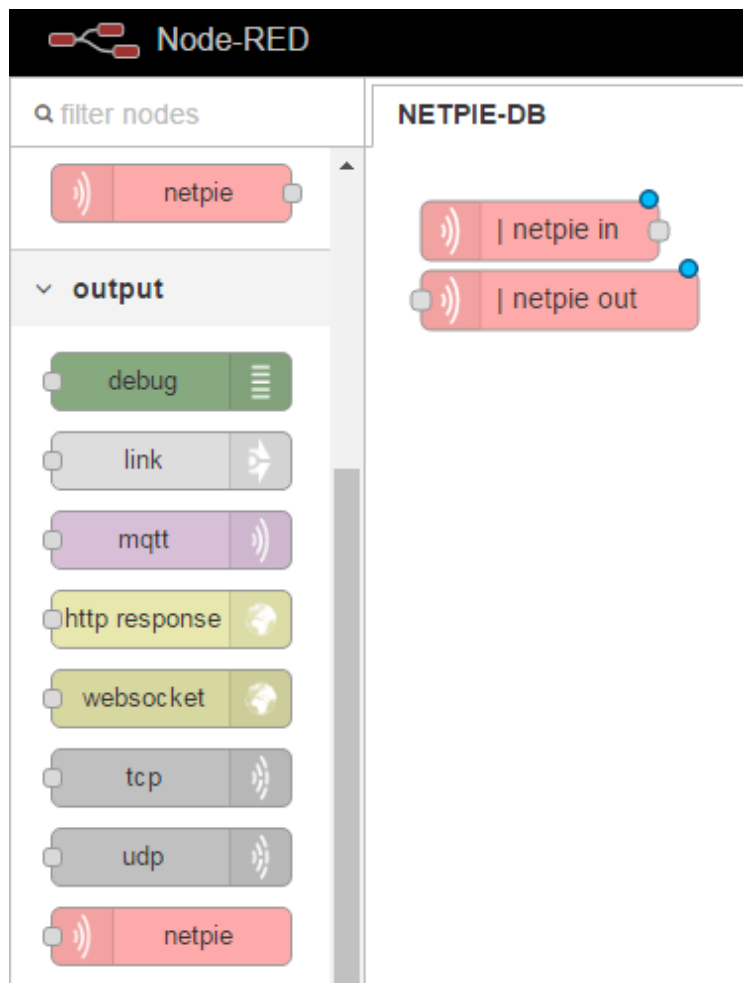 Node-RED
filter nodes
NETPIE-DB
netpie
| netpie in
| netpie out
output
debug
link
mqtt
http response
websocket
tcp
udp
netpie